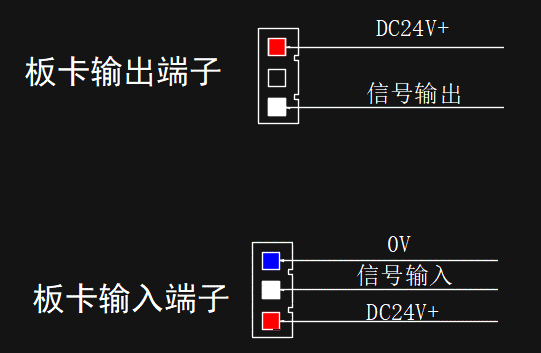 DC24V+
板卡输出端子
信号输出
0V
信号输入
板卡输入端子
DC24V+